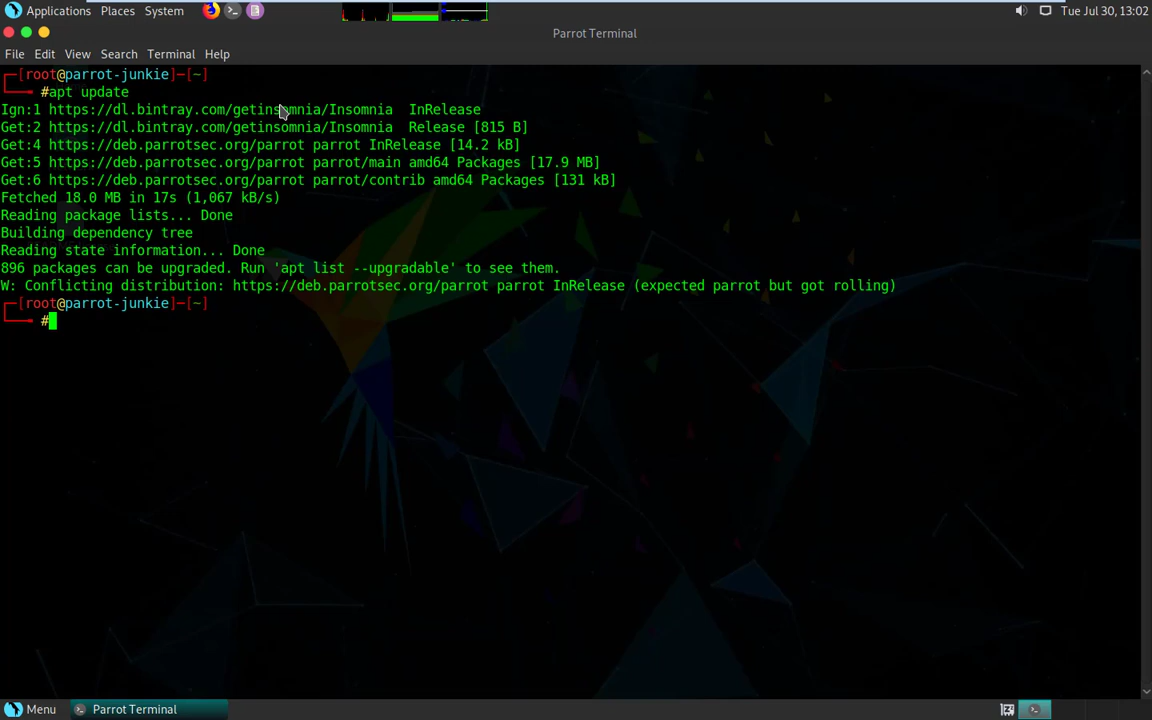 Applications Places System
Tue Jul 30, 13:02
Parrot Terminal
File Edit View Search Terminal Help
┌─[root@parrot-junkie]─[~]
└──╼ #apt update
Ign:1 https://dl.bintray.com/getinsomnia/Insomnia  InRelease
Get:2 https://dl.bintray.com/getinsomnia/Insomnia  Release [815 B]
Get:4 https://deb.parrotsec.org/parrot parrot InRelease [14.2 kB]
Get:5 https://deb.parrotsec.org/parrot parrot/main amd64 Packages [17.9 MB]
Get:6 https://deb.parrotsec.org/parrot parrot/contrib amd64 Packages [131 kB]
Fetched 18.0 MB in 17s (1,067 kB/s)
Reading package lists... Done
Building dependency tree
Reading state information... Done
896 packages can be upgraded. Run 'apt list --upgradable' to see them.
W: Conflicting distribution: https://deb.parrotsec.org/parrot parrot InRelease (expected parrot but got rolling)
┌─[root@parrot-junkie]─[~]
└──╼ #
Menu Parrot Terminal